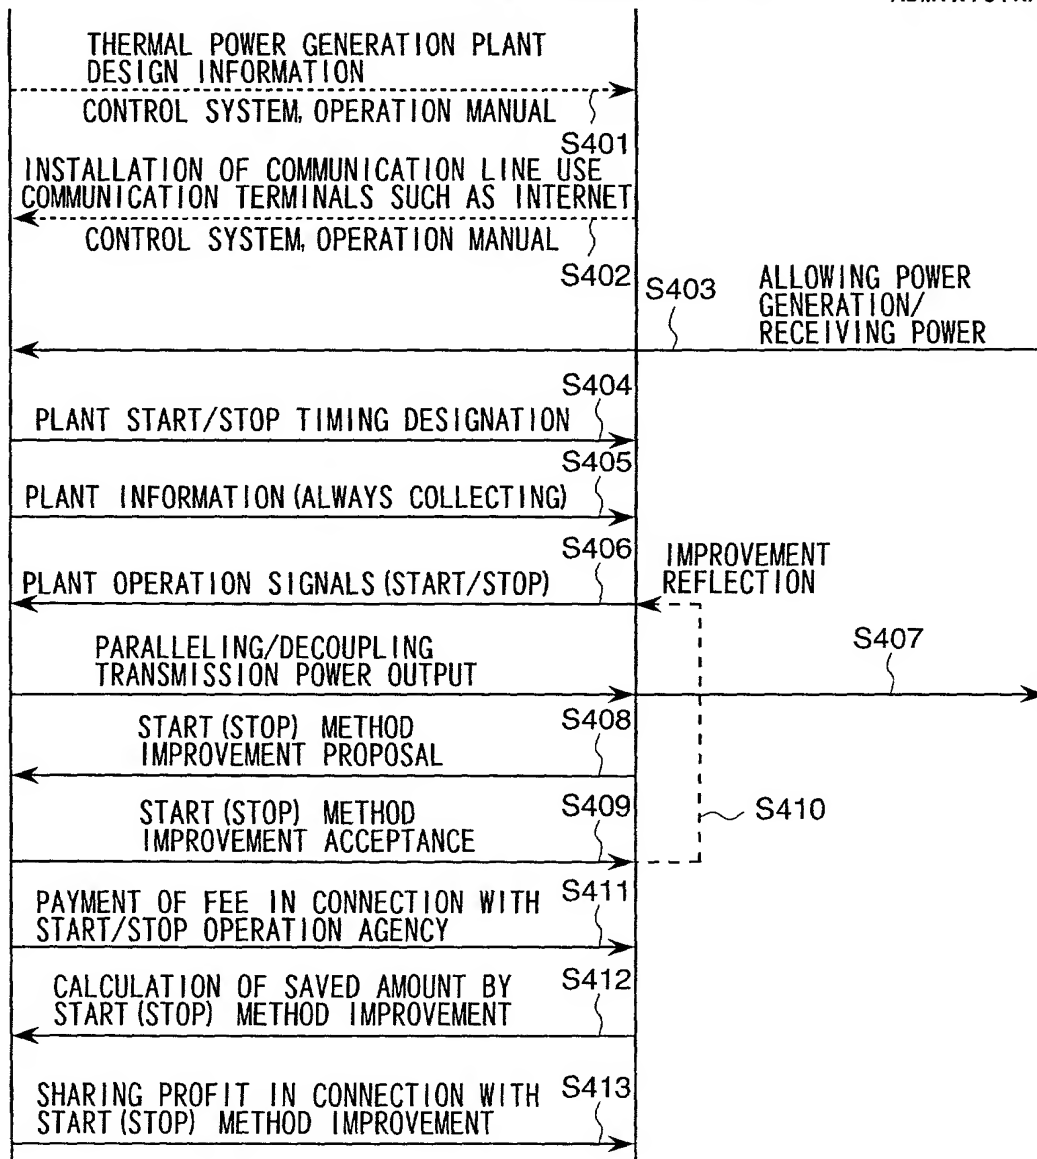 THERMAL POWER GENERATION PLANT
DESIGN INFORMATION
CONTROL SYSTEM, OPERATION MANUAL
S401
INSTALLATION OF COMMUNICATION LINE USE
COMMUNICATION TERMINALS SUCH AS INTERNET
CONTROL SYSTEM, OPERATION MANUAL
S402
S403
ALLOWING POWER
GENERATION/
RECEIVING POWER
S404
PLANT START/STOP TIMING DESIGNATION
S405
PLANT INFORMATION (ALWAYS COLLECTING)
S406
PLANT OPERATION SIGNALS (START/STOP)
IMPROVEMENT
REFLECTION
PARALLELING/DECOUPLING
TRANSMISSION POWER OUTPUT
S407
START (STOP) METHOD
IMPROVEMENT PROPOSAL
S408
START (STOP) METHOD
IMPROVEMENT ACCEPTANCE
S409
S410
PAYMENT OF FEE IN CONNECTION WITH
START/STOP OPERATION AGENCY
S411
CALCULATION OF SAVED AMOUNT BY
START (STOP) METHOD IMPROVEMENT
S412
SHARING PROFIT IN CONNECTION WITH
START (STOP) METHOD IMPROVEMENT
S413